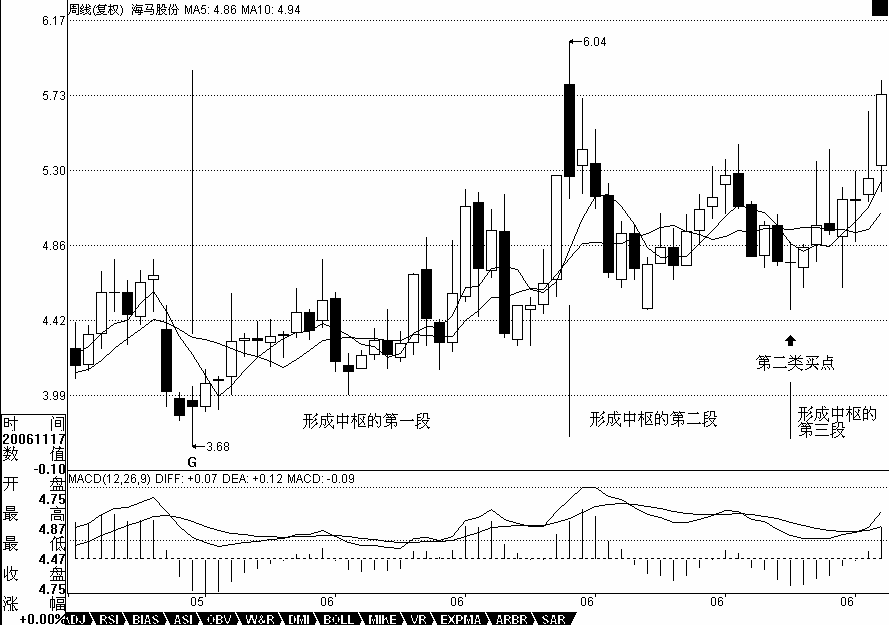 周线(复权) 海马股份 MA5: 4.86 MA10: 4.94
6.17
6.04
5.73
5.30
4.86
4.42
3.99
第二类买点
形成中枢的第一段
形成中枢的第二段
形成中枢的
第三段
3.68
G
时 间
20061117
数 值
-0.10
开 盘
4.75
最 高
4.87
最 低
4.47
收 盘
4.75
涨 幅
+0.00%
MACD(12,26,9) DIFF: +0.07 DEA: +0.12 MACD: -0.09
05 06 06 06 06 06
ADJ RSI BIAS ASI OBV W&R DMI BOLL MIKE VR EXPMA ARBR SAR